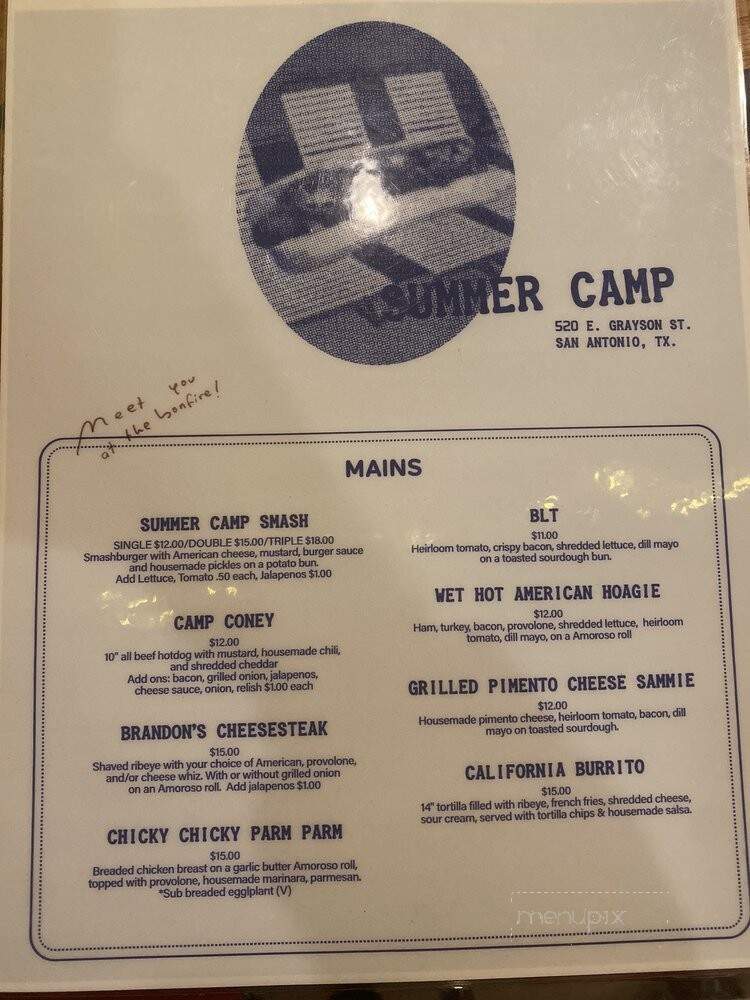 SUMMER CAMP
520 E. GRAYSON ST.
SAN ANTONIO, TX.
Meet you
at the bonfire!
MAINS
SUMMER CAMP SMASH
SINGLE $12.00/DOUBLE $15.00/TRIPLE $18.00
Smashburger with American cheese, mustard, burger sauce
and housemade pickles on a potato bun.
Add Lettuce, Tomato .50 each, Jalapenos $1.00
CAMP CONEY
$12.00
10" all beef hotdog with mustard, housemade chili,
and shredded cheddar
Add ons: bacon, grilled onion, jalapenos,
cheese sauce, onion, relish $1.00 each
BRANDON'S CHEESESTEAK
$15.00
Shaved ribeye with your choice of American, provolone,
and/or cheese whiz. With or without grilled onion
on an Amoroso roll. Add jalapenos $1.00
CHICKY CHICKY PARM PARM
$15.00
Breaded chicken breast on a garlic butter Amoroso roll,
topped with provolone, housemade marinara, parmesan.
*Sub breaded egglplant (V)
BLT
$11.00
Heirloom tomato, crispy bacon, shredded lettuce, dill mayo
on a toasted sourdough bun.
WET HOT AMERICAN HOAGIE
$12.00
Ham, turkey, bacon, provolone, shredded lettuce, heirloom
tomato, dill mayo, on a Amoroso roll
GRILLED PIMENTO CHEESE SAMMIE
$12.00
Housemade pimento cheese, heirloom tomato, bacon, dill
mayo on toasted sourdough.
CALIFORNIA BURRITO
$15.00
14" tortilla filled with ribeye, french fries, shredded cheese,
sour cream, served with tortilla chips & housemade salsa.
menupix